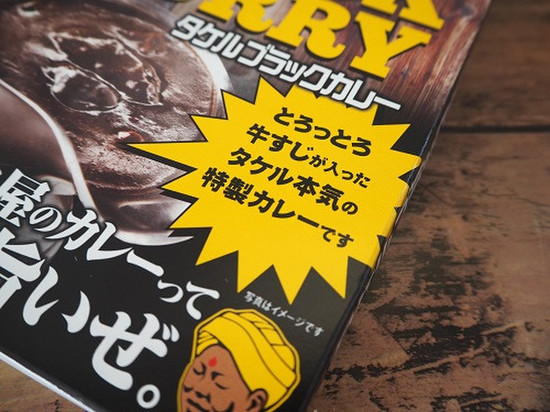 RRY
タケルブラックカレー
とろっとろ
牛すじが入った
タケル本気の
特製カレーです
屋のカレーって
旨いぜ。
写真はイメージです